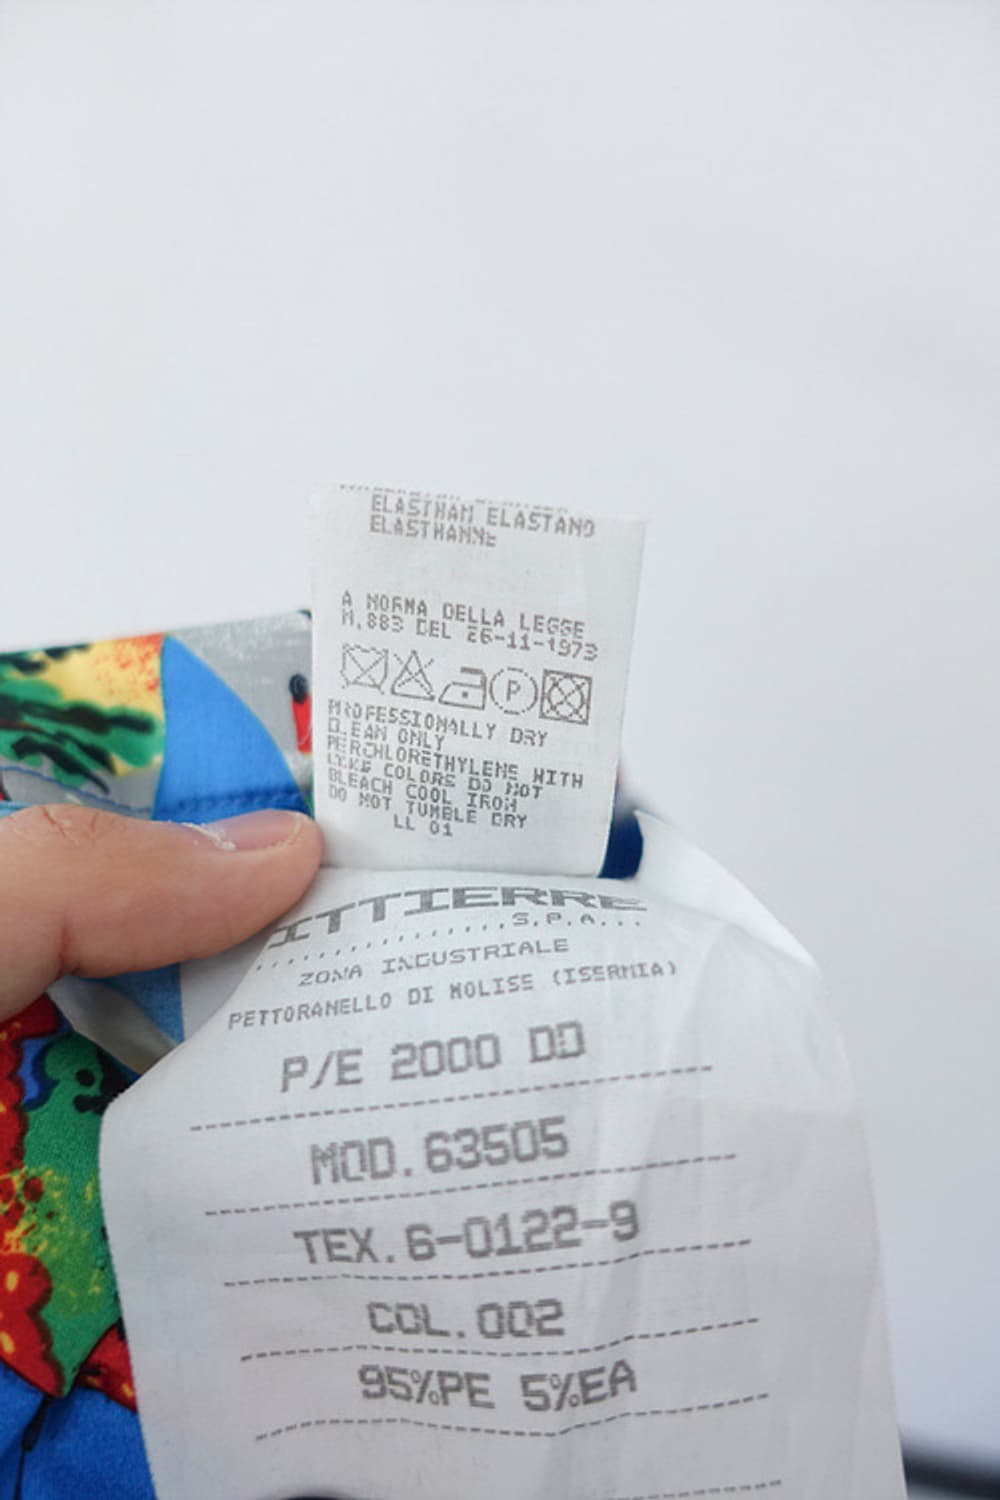 ELASTHAM ELASTANO
ELASTHANNE
A NORMA DELLA LEGGE
N.883 DEL 26-11-1973
P
PROFESSIONALLY DRY
CLEAN ONLY
PERCHLORETHYLENE WITH
LIKE COLORS DO NOT
BLEACH COOL IRON
DO NOT TUMBLE DRY
LL 01
ITTIERRE
S.P.A...
ZONA INDUSTRIALE
PETTORANELLO DI MOLISE (ISERNIA)
P/E 2000 DD
MOD.63505
TEX.6-0122-9
COL.002
95%PE 5%EA